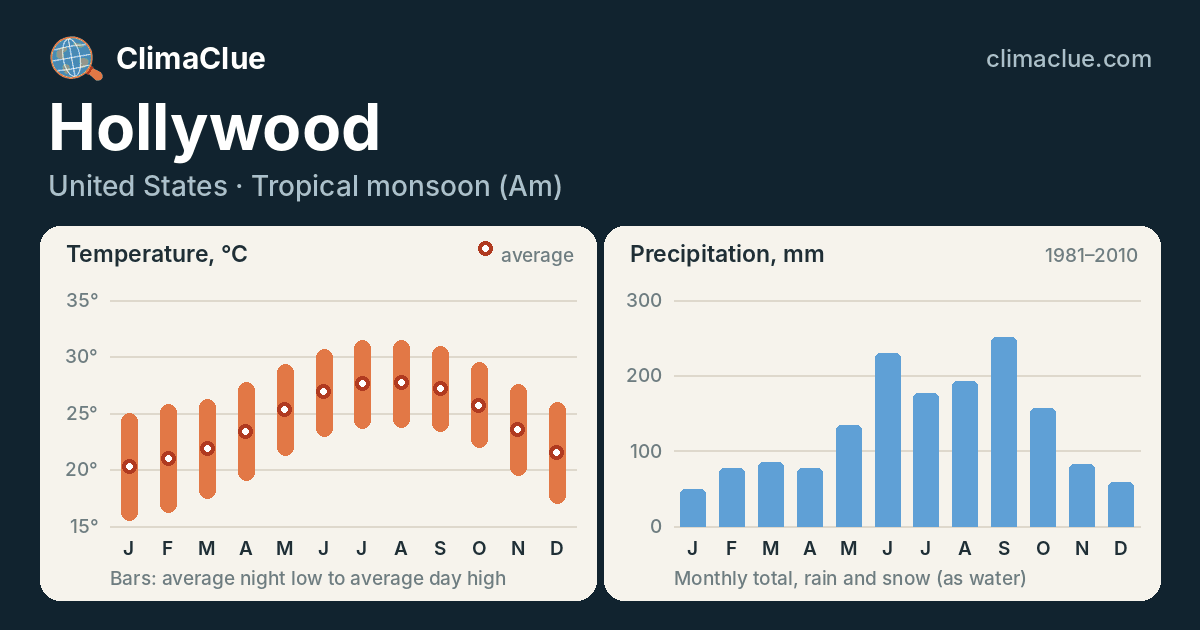 ClimaClue
climaclue.com
Hollywood
United States · Tropical monsoon (Am)
Temperature, °C
average
35°
30°
25°
20°
15°
J F M A M J J A S O N D
Bars: average night low to average day high
Precipitation, mm
1981–2010
300
200
100
0
J F M A M J J A S O N D
Monthly total, rain and snow (as water)